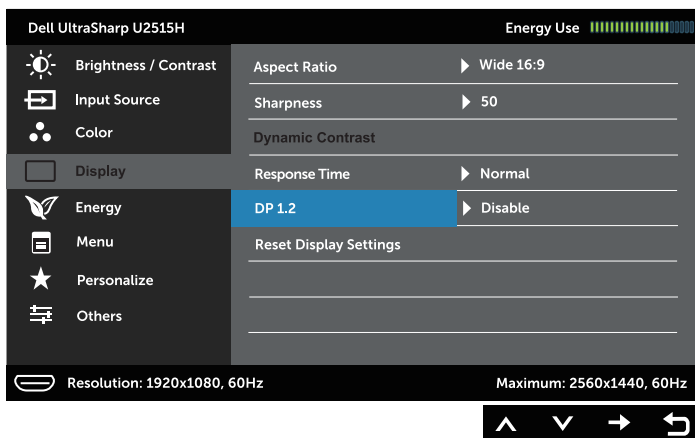 Dell UltraSharp U2515H Energy Use
Brightness / Contrast
Input Source
Color
Display
Energy
Menu
Personalize
Others
Aspect Ratio Wide 16:9
Sharpness 50
Dynamic Contrast
Response Time Normal
DP 1.2 Disable
Reset Display Settings
Resolution: 1920x1080, 60Hz Maximum: 2560x1440, 60Hz